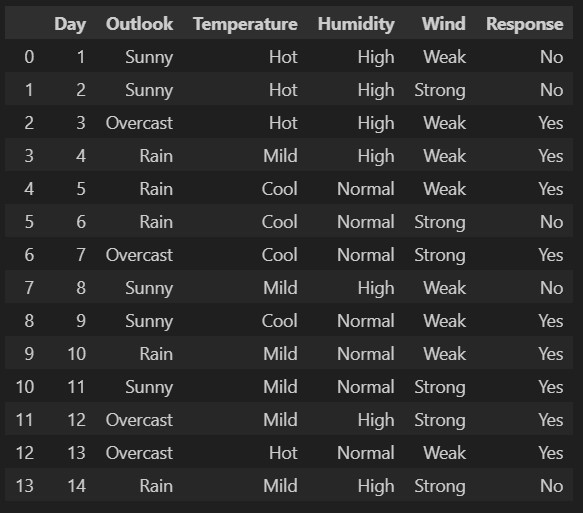 Day Outlook Temperature Humidity Wind Response
0 1 Sunny Hot High Weak No
1 2 Sunny Hot High Strong No
2 3 Overcast Hot High Weak Yes
3 4 Rain Mild High Weak Yes
4 5 Rain Cool Normal Weak Yes
5 6 Rain Cool Normal Strong No
6 7 Overcast Cool Normal Strong Yes
7 8 Sunny Mild High Weak No
8 9 Sunny Cool Normal Weak Yes
9 10 Rain Mild Normal Weak Yes
10 11 Sunny Mild Normal Strong Yes
11 12 Overcast Mild High Strong Yes
12 13 Overcast Hot Normal Weak Yes
13 14 Rain Mild High Strong No